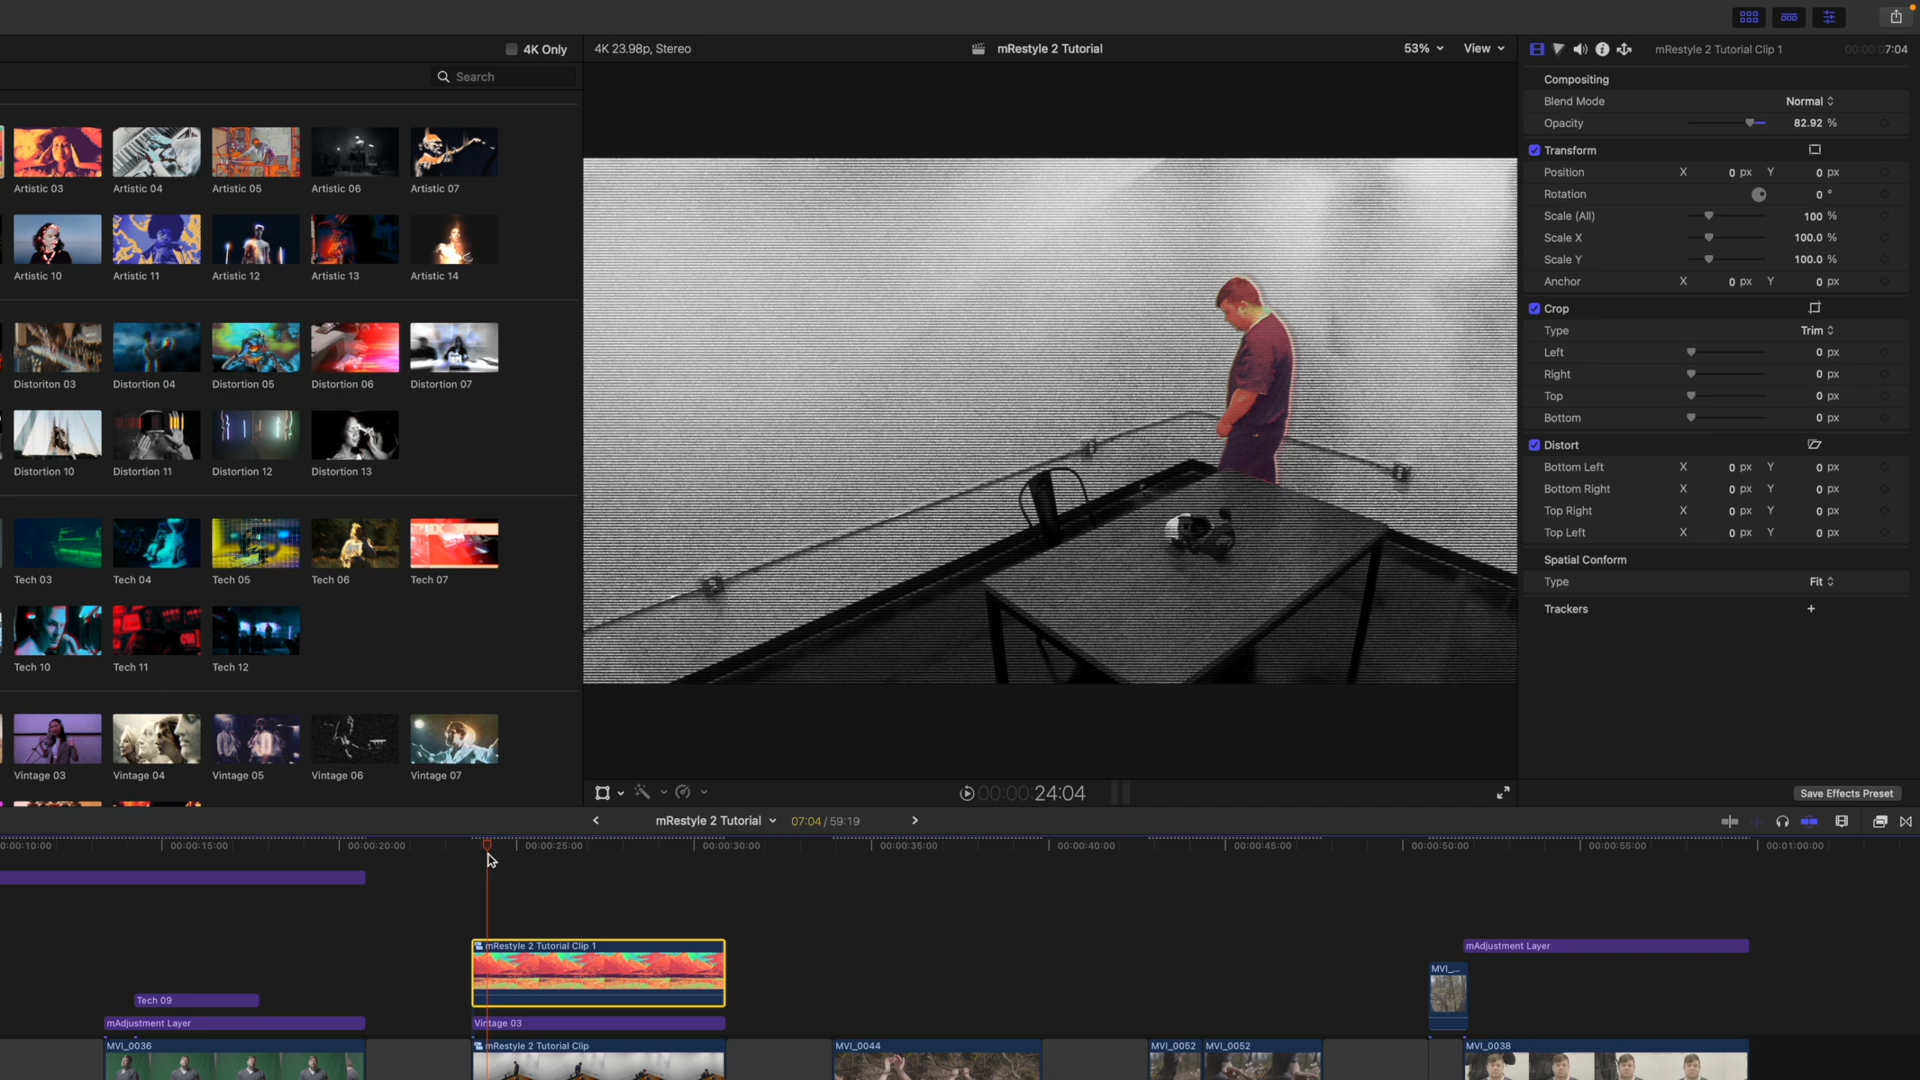 4K Only
4K 23.98p, Stereo
mRestyle 2 Tutorial
53%
View
mRestyle 2 Tutorial Clip 1
00:00:07:04
Search
Compositing
Blend Mode
Normal
Opacity
82.92 %
Transform
Position
X
0 px
Y
0 px
Rotation
0 °
Scale (All)
100 %
Scale X
100.0 %
Scale Y
100.0 %
Anchor
X
0 px
Y
0 px
Crop
Type
Trim
Left
0 px
Right
0 px
Top
0 px
Bottom
0 px
Distort
Bottom Left
X
0 px
Y
0 px
Bottom Right
X
0 px
Y
0 px
Top Right
X
0 px
Y
0 px
Top Left
X
0 px
Y
0 px
Spatial Conform
Type
Fit
Trackers
+
Artistic 03
Artistic 04
Artistic 05
Artistic 06
Artistic 07
Artistic 10
Artistic 11
Artistic 12
Artistic 13
Artistic 14
Distoriton 03
Distortion 04
Distortion 05
Distortion 06
Distortion 07
Distortion 10
Distortion 11
Distortion 12
Distortion 13
Tech 03
Tech 04
Tech 05
Tech 06
Tech 07
Tech 10
Tech 11
Tech 12
Vintage 03
Vintage 04
Vintage 05
Vintage 06
Vintage 07
00:00:24:04
Save Effects Preset
mRestyle 2 Tutorial
07:04 / 59:19
0:00:10:00
00:00:15:00
00:00:20:00
00:00:25:00
00:00:30:00
00:00:35:00
00:00:40:00
00:00:45:00
00:00:50:00
00:00:55:00
00:01:00:00
mRestyle 2 Tutorial Clip 1
mAdjustment Layer
MVI_...
Tech 09
mAdjustment Layer
Vintage 03
MVI_0036
mRestyle 2 Tutorial Clip
MVI_0044
MVI_0052
MVI_0052
MVI_0038